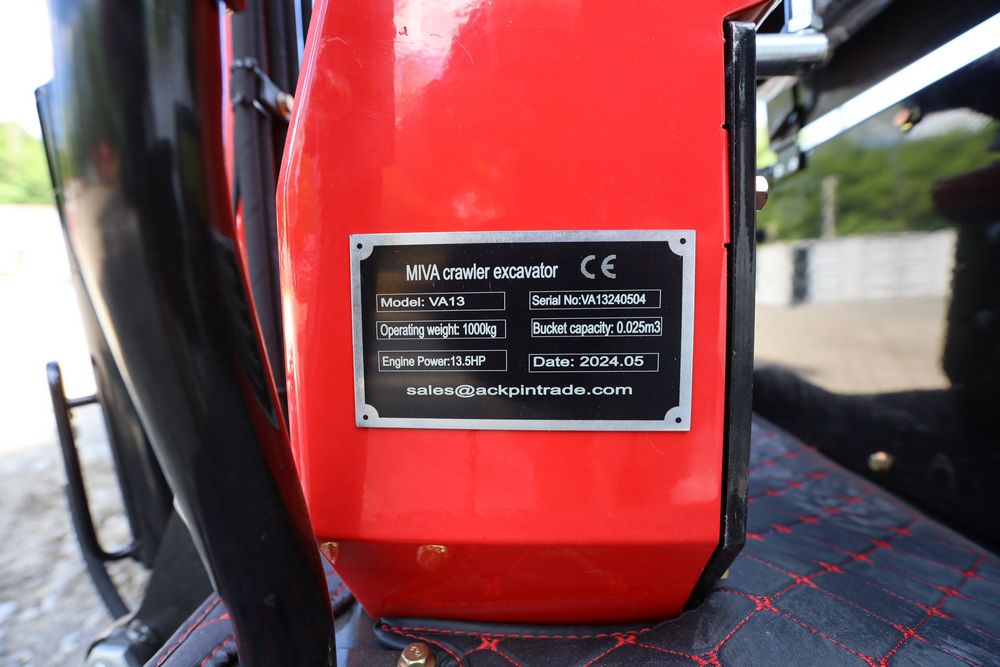 MIVA crawler excavator CE
Model: VA13 Serial No:VA13240504
Operating weight: 1000kg Bucket capacity: 0.025m3
Engine Power:13.5HP Date: 2024.05
sales@ackpintrade.com